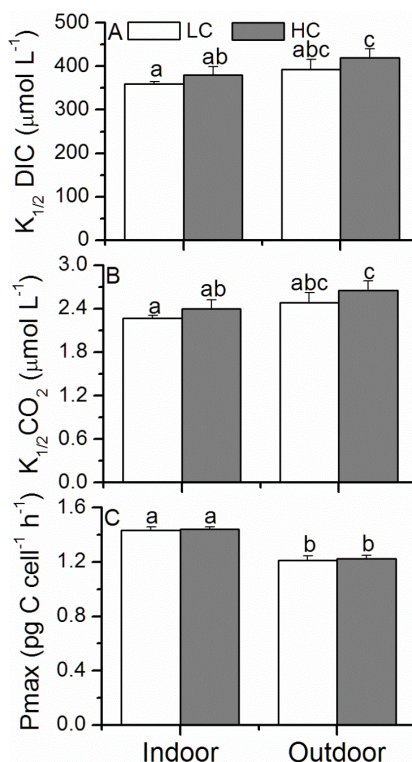 A LC HC
500
400
300
200
100
0
K1/2 DIC (μmol L-1)
a ab abc c
B
3.0
2.4
1.8
1.2
0.6
0.0
K1/2CO2 (μmol L-1)
a ab abc c
C
1.6
1.2
0.8
0.4
0.0
Pmax (pg C cell-1 h-1)
a a b b
Indoor Outdoor